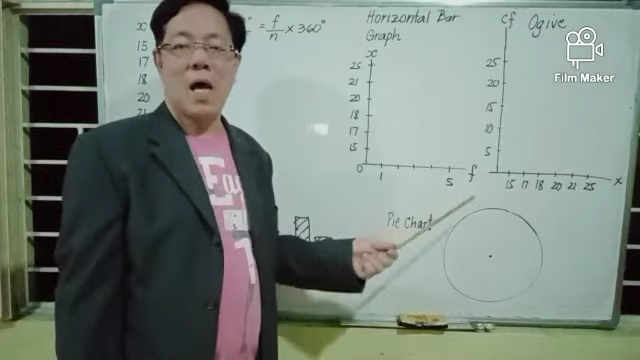 x
15
17
18
20
21
° = f/n × 360°
Horizontal Bar
Graph
x
25
21
20
18
17
15
0 1 5 f
cf Ogive
25
20
15
10
5
15 17 18 20 21 25 x
Pie Chart
Film Maker